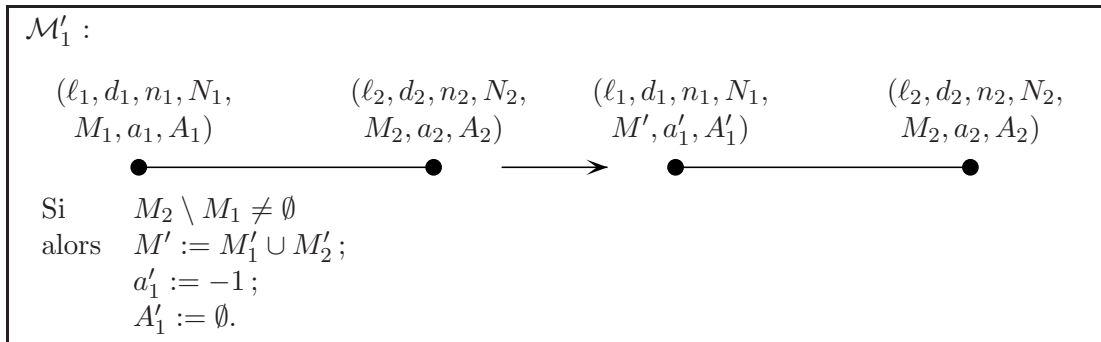 𝓜′₁ :
(ℓ₁, d₁, n₁, N₁, (ℓ₂, d₂, n₂, N₂, (ℓ₁, d₁, n₁, N₁, (ℓ₂, d₂, n₂, N₂,
M₁, a₁, A₁) M₂, a₂, A₂) M′, a′₁, A′₁) M₂, a₂, A₂)
Si M₂ \ M₁ ≠ ∅
alors M′ := M′₁ ∪ M′₂ ;
a′₁ := −1 ;
A′₁ := ∅.